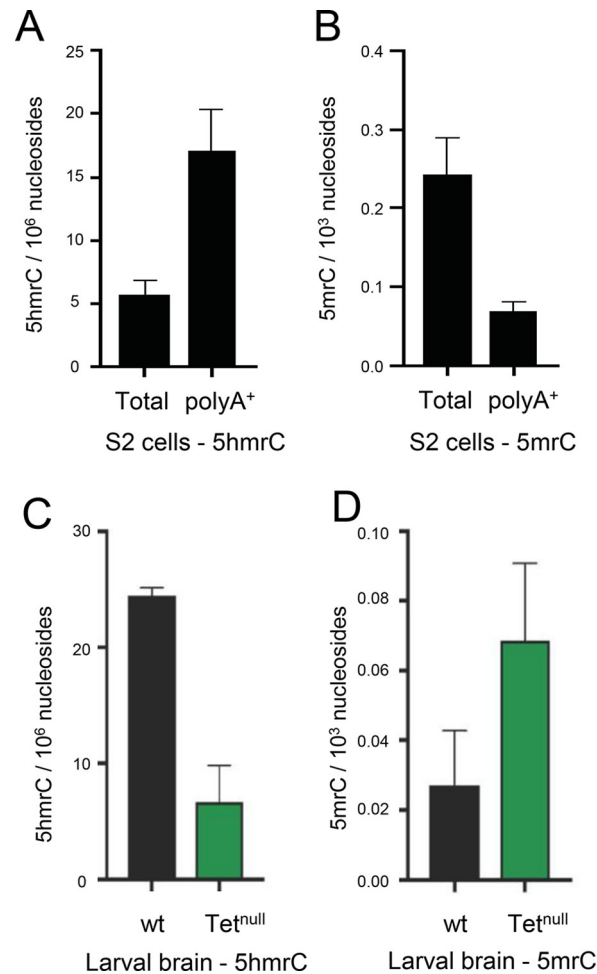 A
5hmrC / 10⁶ nucleosides
25
20
15
10
5
0
Total polyA⁺
S2 cells - 5hmrC
B
5mrC / 10³ nucleosides
0.4
0.3
0.2
0.1
0.0
Total polyA⁺
S2 cells - 5mrC
C
5hmrC / 10⁶ nucleosides
30
20
10
0
wt Tetⁿᵘˡˡ
Larval brain - 5hmrC
D
5mrC / 10³ nucleosides
0.10
0.08
0.06
0.04
0.02
0.00
wt Tetⁿᵘˡˡ
Larval brain - 5mrC